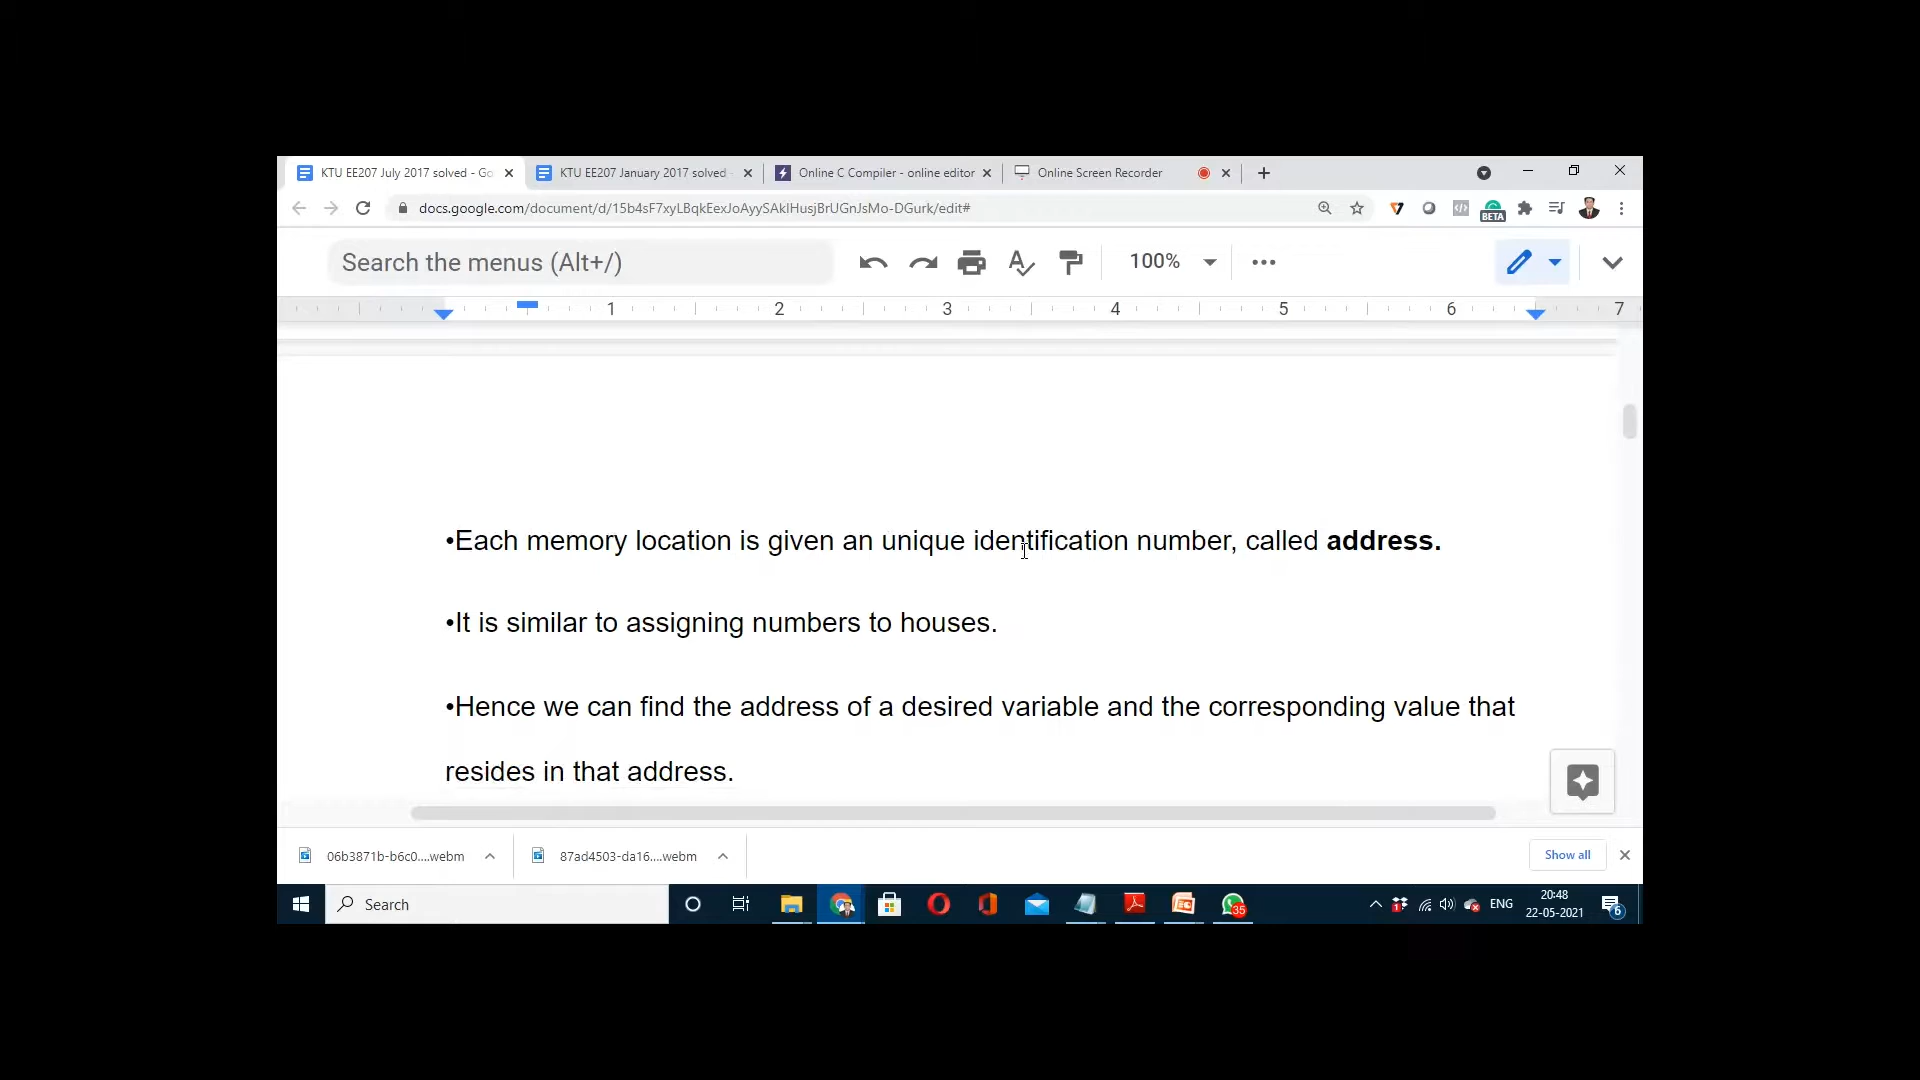 KTU EE207 July 2017 solved - Go
KTU EE207 January 2017 solved -
Online C Compiler - online editor
Online Screen Recorder
docs.google.com/document/d/15b4sF7xyLBqkEexJoAyySAklHusjBrUGnJsMo-DGurk/edit#
BETA
Search the menus (Alt+/)
100%
1 2 3 4 5 6 7
•Each memory location is given an unique identification number, called address.
•It is similar to assigning numbers to houses.
•Hence we can find the address of a desired variable and the corresponding value that
resides in that address.
06b3871b-b6c0....webm
87ad4503-da16....webm
Show all
Search
35
1
ENG
20:48
22-05-2021
6